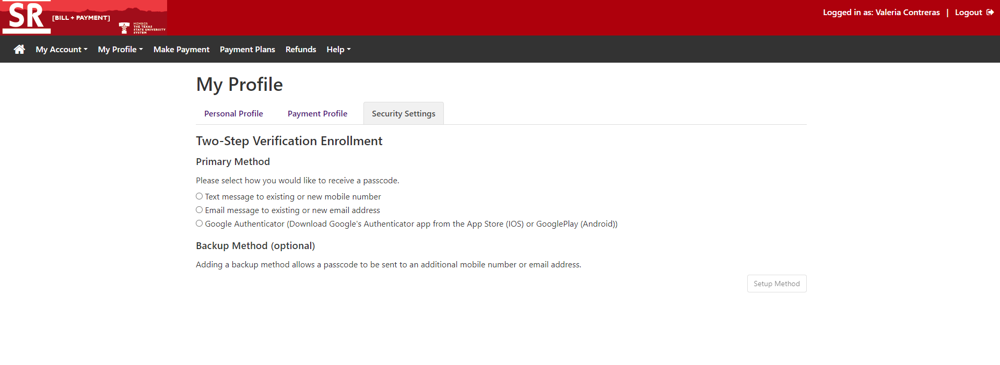 SR
[BILL + PAYMENT]
MEMBER
THE TEXAS
STATE UNIVERSITY
SYSTEM
Logged in as: Valeria Contreras | Logout
My Account My Profile Make Payment Payment Plans Refunds Help
My Profile
Personal Profile Payment Profile Security Settings
Two-Step Verification Enrollment
Primary Method
Please select how you would like to receive a passcode.
Text message to existing or new mobile number
Email message to existing or new email address
Google Authenticator (Download Google's Authenticator app from the App Store (IOS) or GooglePlay (Android))
Backup Method (optional)
Adding a backup method allows a passcode to be sent to an additional mobile number or email address.
Setup Method